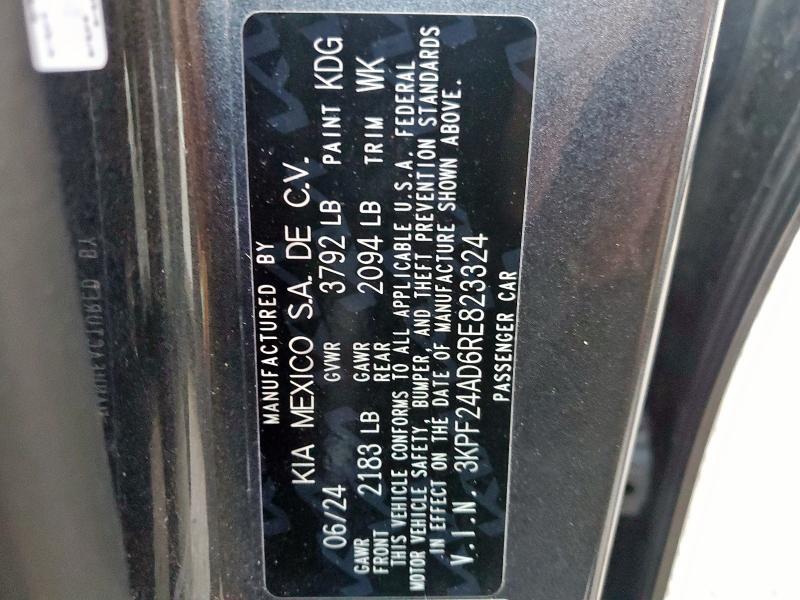 MANUFACTURED BY
KIA MEXICO S.A. DE C.V.
06/24 GVWR 3792 LB PAINT KDG
GAWR FRONT 2183 LB GAWR REAR 2094 LB TRIM WK
THIS VEHICLE CONFORMS TO ALL APPLICABLE U.S.A. FEDERAL
MOTOR VEHICLE SAFETY, BUMPER, AND THEFT PREVENTION STANDARDS
IN EFFECT ON THE DATE OF MANUFACTURE SHOWN ABOVE.
V.I.N. 3KPF24AD6RE823324
PASSENGER CAR